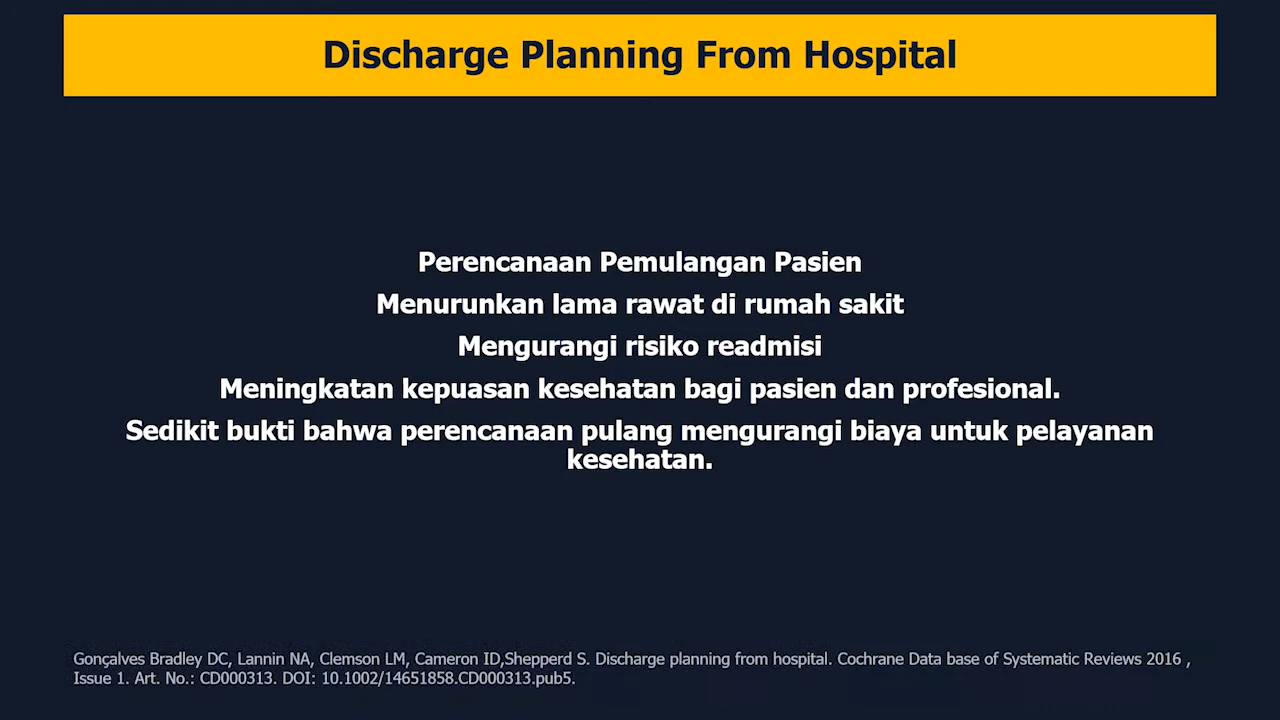 Discharge Planning From Hospital
Perencanaan Pemulangan Pasien
Menurunkan lama rawat di rumah sakit
Mengurangi risiko readmisi
Meningkatan kepuasan kesehatan bagi pasien dan profesional.
Sedikit bukti bahwa perencanaan pulang mengurangi biaya untuk pelayanan
kesehatan.
Gonçalves Bradley DC, Lannin NA, Clemson LM, Cameron ID,Shepperd S. Discharge planning from hospital. Cochrane Data base of Systematic Reviews 2016 ,
Issue 1. Art. No.: CD000313. DOI: 10.1002/14651858.CD000313.pub5.